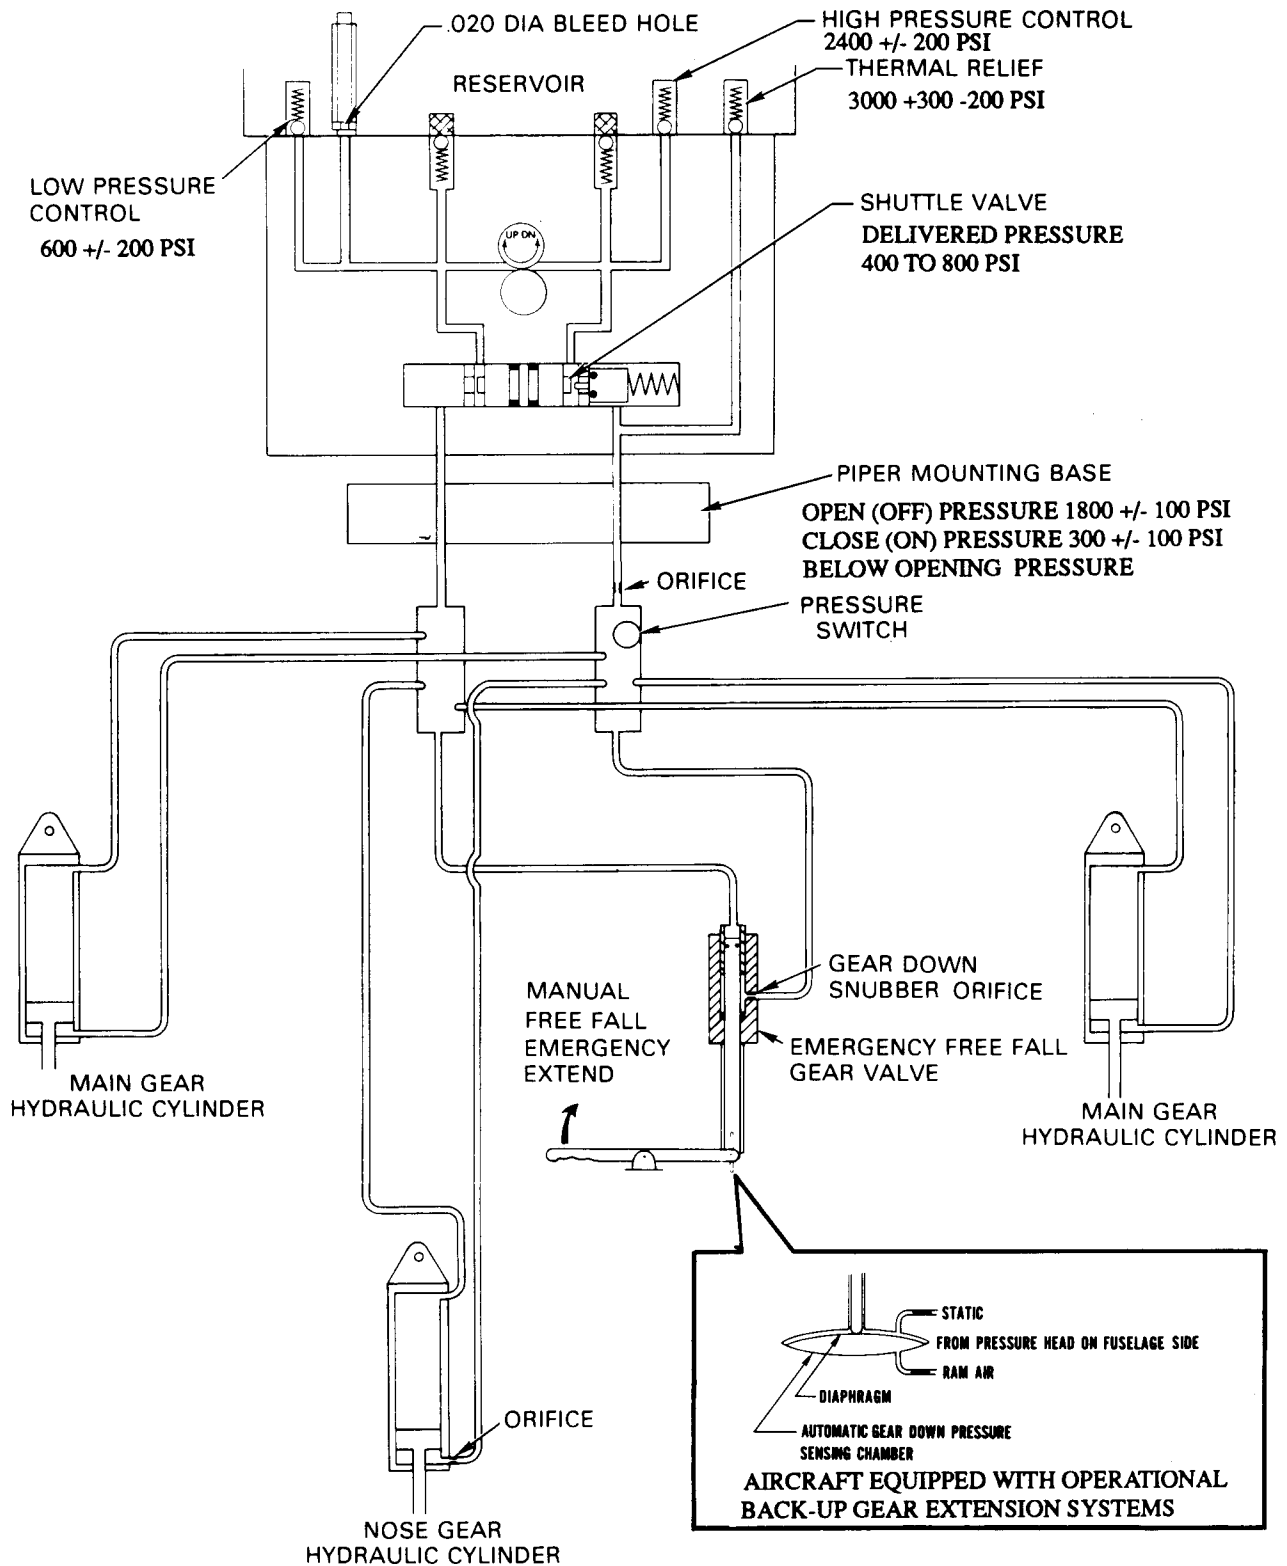 .020 DIA BLEED HOLE
HIGH PRESSURE CONTROL
2400 +/- 200 PSI
THERMAL RELIEF
3000 +300 -200 PSI
RESERVOIR
LOW PRESSURE
CONTROL
600 +/- 200 PSI
UP DN
SHUTTLE VALVE
DELIVERED PRESSURE
400 TO 800 PSI
PIPER MOUNTING BASE
OPEN (OFF) PRESSURE 1800 +/- 100 PSI
CLOSE (ON) PRESSURE 300 +/- 100 PSI
BELOW OPENING PRESSURE
ORIFICE
PRESSURE
SWITCH
GEAR DOWN
SNUBBER ORIFICE
MANUAL
FREE FALL
EMERGENCY
EXTEND
EMERGENCY FREE FALL
GEAR VALVE
MAIN GEAR
HYDRAULIC CYLINDER
MAIN GEAR
HYDRAULIC CYLINDER
STATIC
FROM PRESSURE HEAD ON FUSELAGE SIDE
RAM AIR
DIAPHRAGM
AUTOMATIC GEAR DOWN PRESSURE
SENSING CHAMBER
AIRCRAFT EQUIPPED WITH OPERATIONAL
BACK-UP GEAR EXTENSION SYSTEMS
ORIFICE
NOSE GEAR
HYDRAULIC CYLINDER